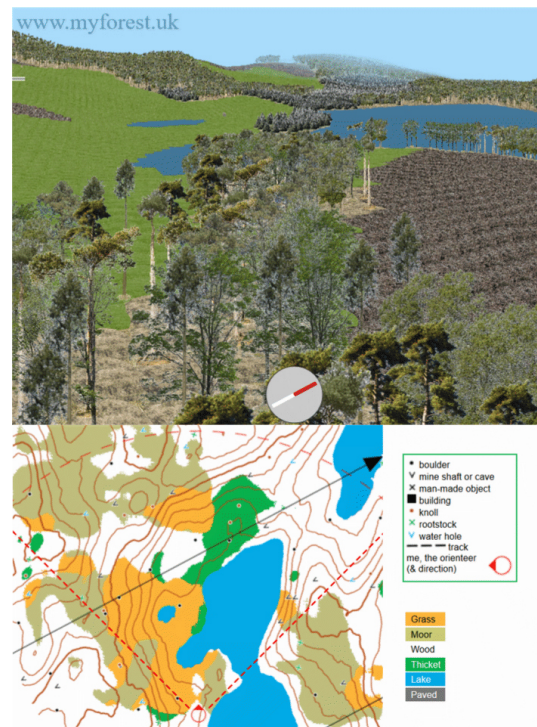 www.myforest.uk
boulder
mine shaft or cave
man-made object
building
knoll
rootstock
water hole
track
me, the orienteer
(& direction)
Grass
Moor
Wood
Thicket
Lake
Paved